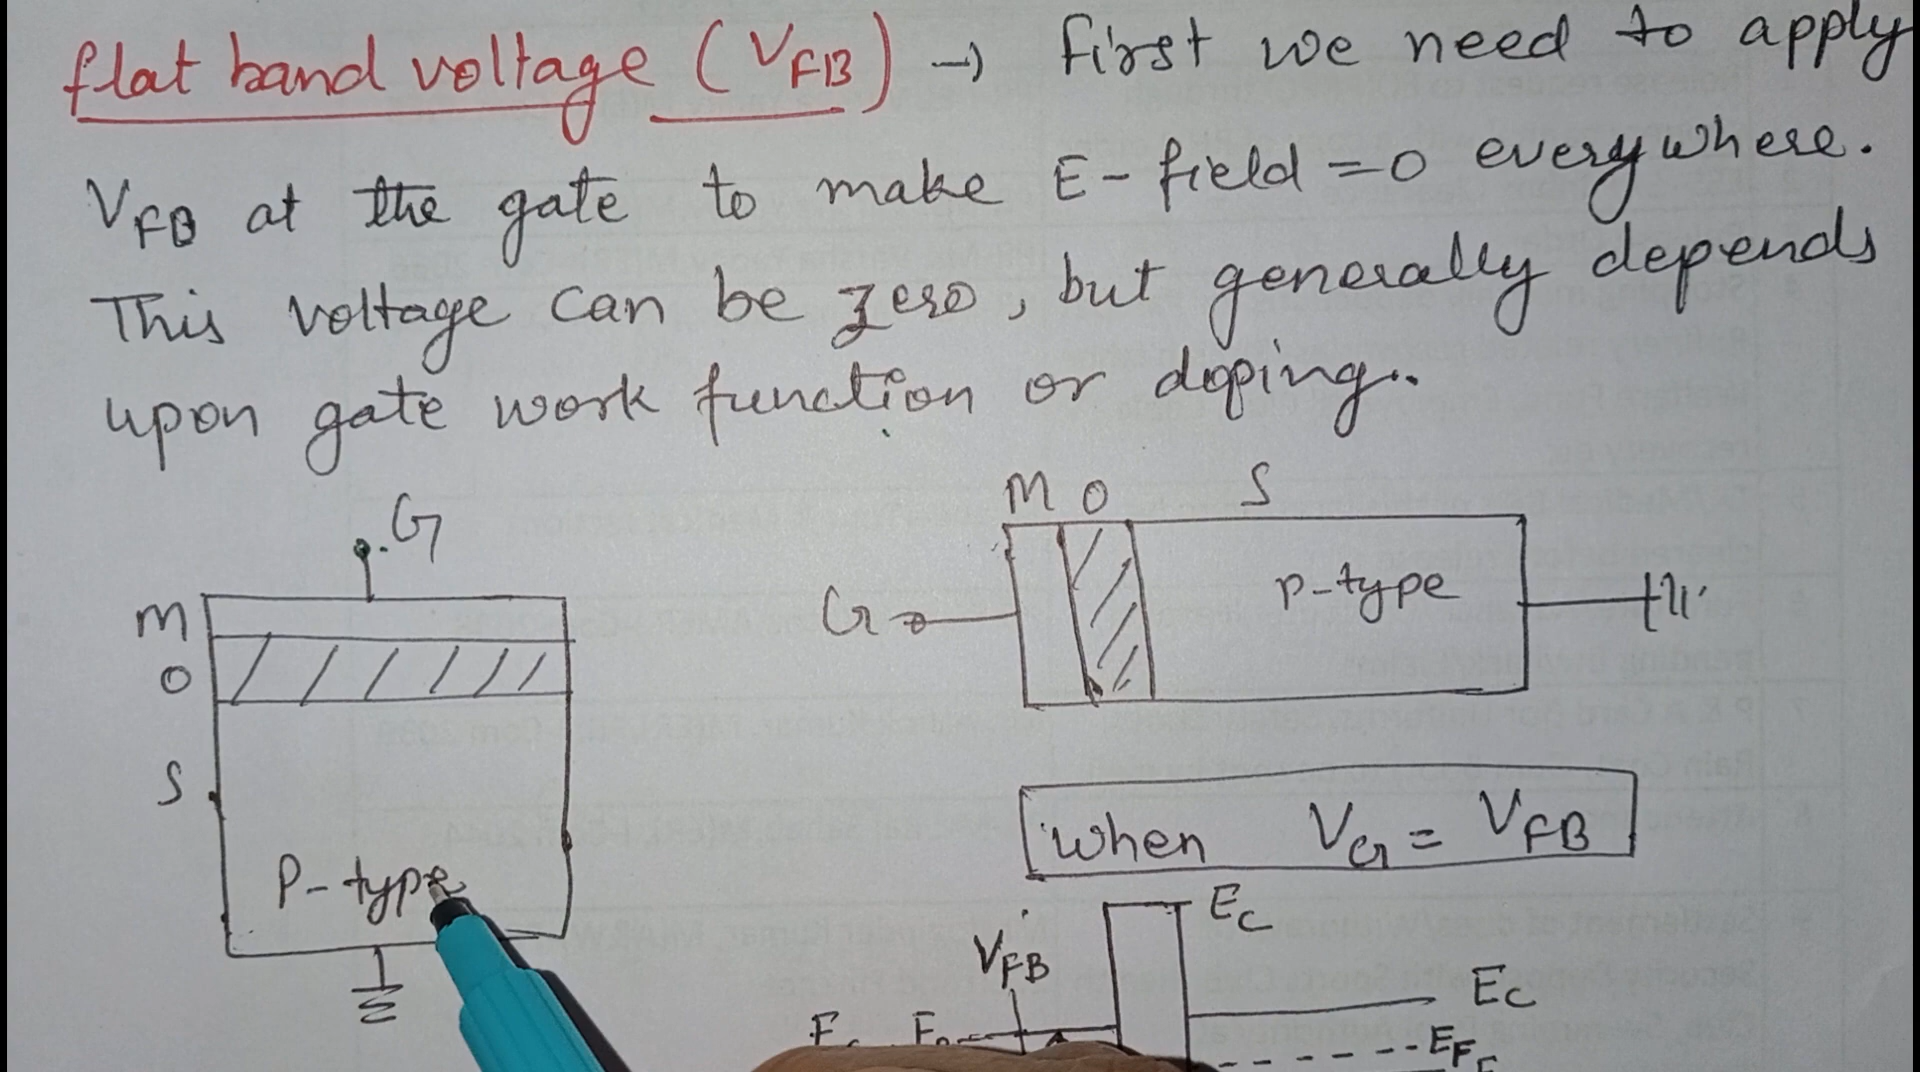 flat band voltage (VFB) → first we need to apply
VFB at the gate to make E-field = 0 everywhere.
This voltage can be zero, but generally depends
upon gate work function or doping..
G
M
O
S
P-type
M O S
G
P-type
When VG = VFB
EC
VFB
EC
EF